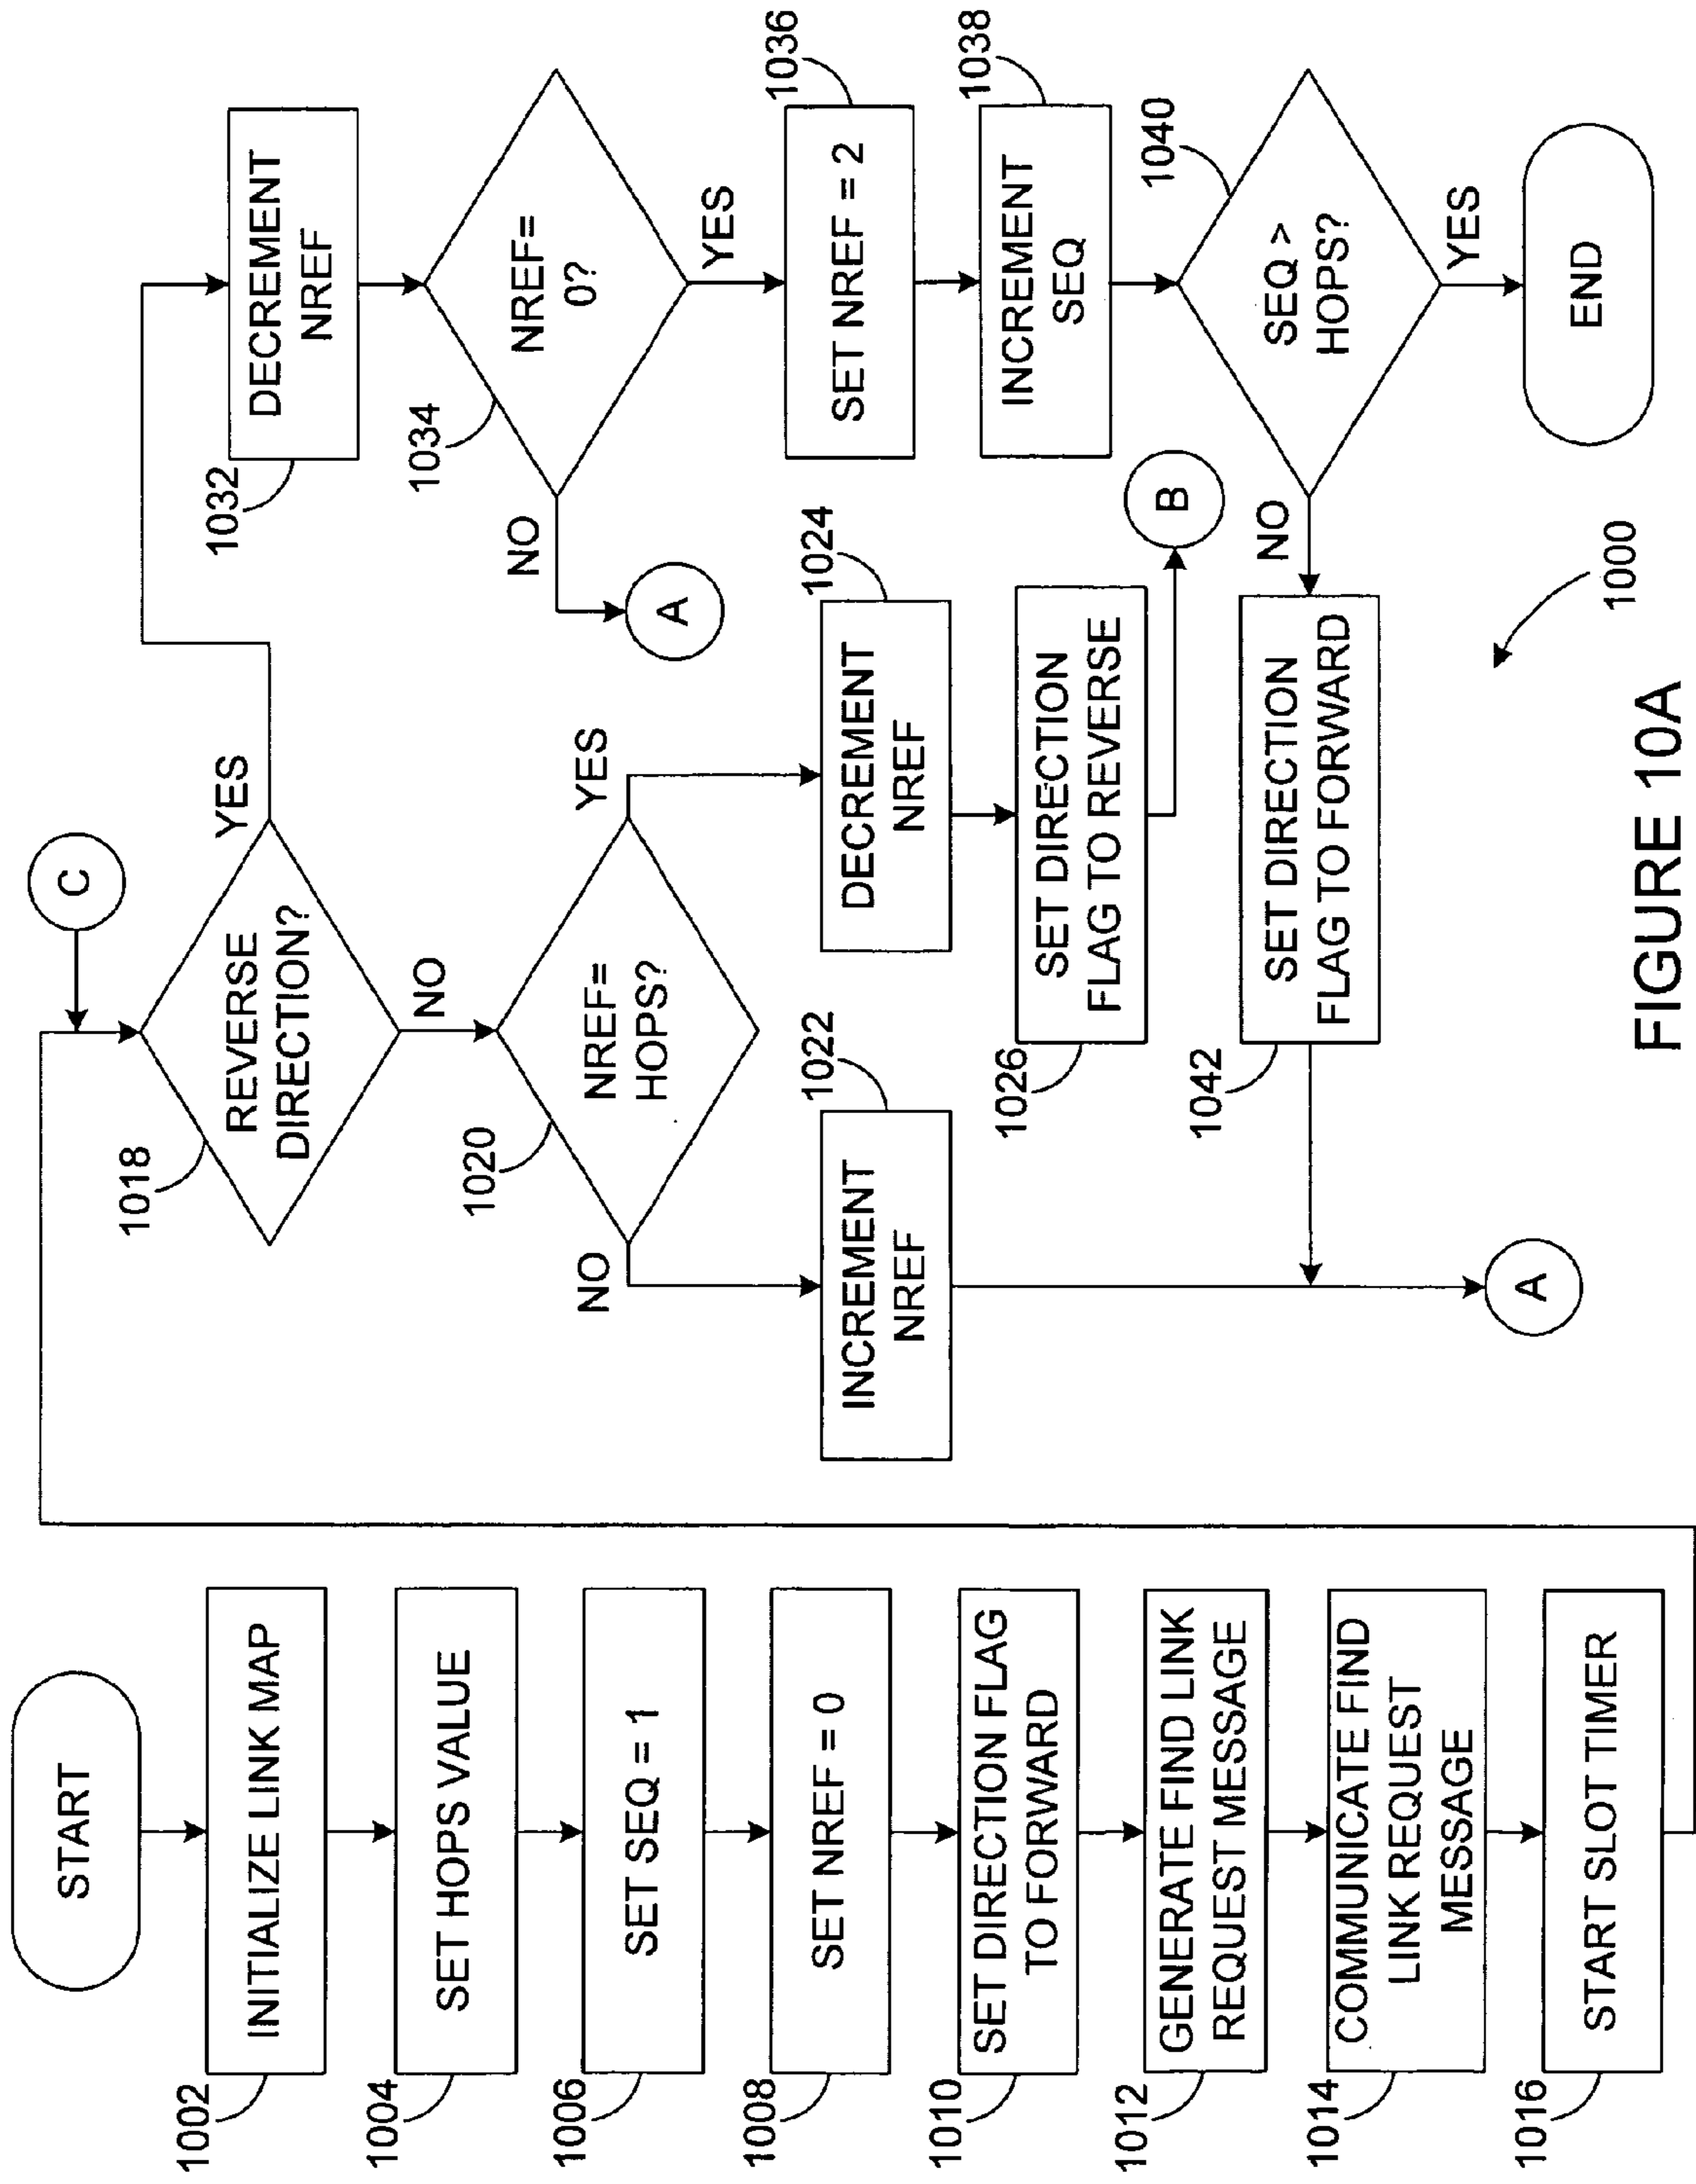 START
INITIALIZE LINK MAP
1002
SET HOPS VALUE
1004
SET SEQ = 1
1006
SET NREF = 0
1008
SET DIRECTION FLAG
TO FORWARD
1010
GENERATE FIND LINK
REQUEST MESSAGE
1012
COMMUNICATE FIND
LINK REQUEST
MESSAGE
1014
START SLOT TIMER
1016
C
REVERSE
DIRECTION?
1018
YES
NO
NREF=
HOPS?
1020
NO
YES
INCREMENT
NREF
1022
DECREMENT
NREF
1024
SET DIRECTION
FLAG TO REVERSE
1026
B
SET DIRECTION
FLAG TO FORWARD
1042
A
DECREMENT
NREF
1032
NREF=
0?
1034
NO
A
YES
SET NREF = 2
1036
INCREMENT
SEQ
1038
SEQ >
HOPS?
1040
NO
YES
END
1000
FIGURE 10A